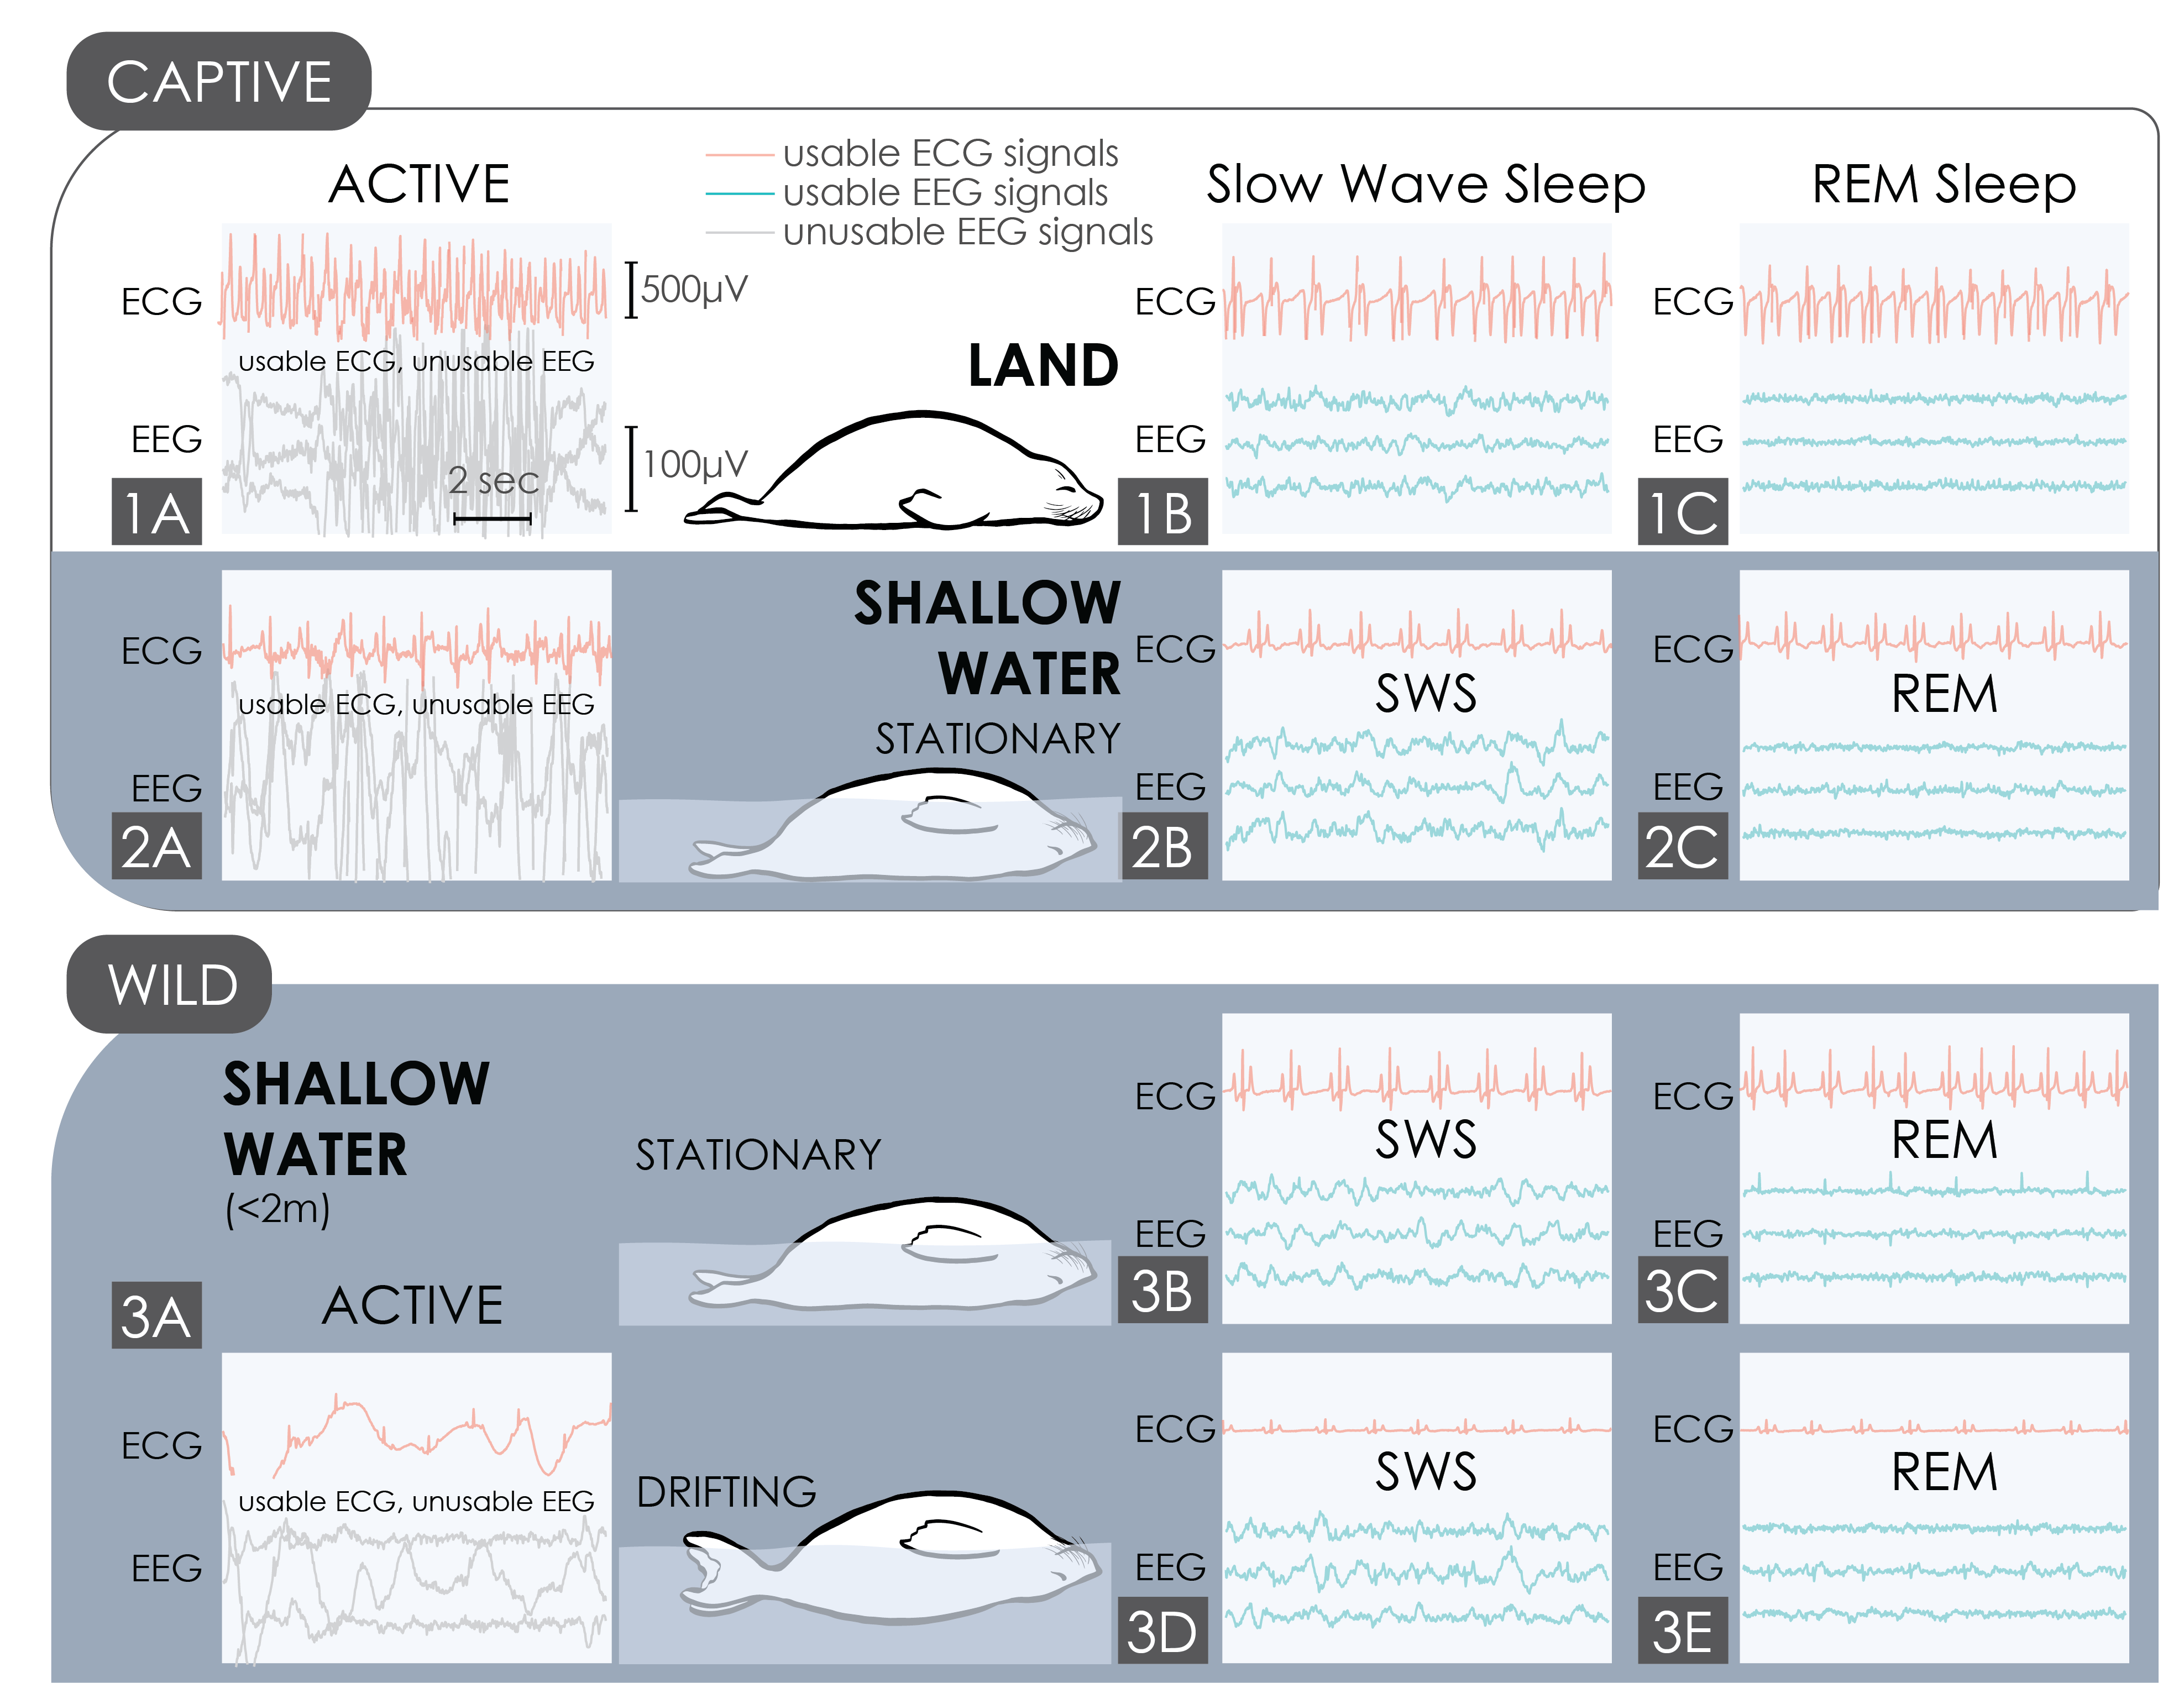 CAPTIVE
ACTIVE
usable ECG signals
usable EEG signals
unusable EEG signals
Slow Wave Sleep
REM Sleep
ECG
usable ECG, unusable EEG
EEG
2 sec
1A
500µV
100µV
LAND
ECG
EEG
1B
ECG
EEG
1C
ECG
usable ECG, unusable EEG
EEG
2A
SHALLOW
WATER
STATIONARY
ECG
SWS
EEG
2B
ECG
REM
EEG
2C
WILD
SHALLOW
WATER
(<2m)
STATIONARY
ECG
SWS
EEG
3B
ECG
REM
EEG
3C
3A
ACTIVE
ECG
usable ECG, unusable EEG
EEG
DRIFTING
ECG
SWS
EEG
3D
ECG
REM
EEG
3E